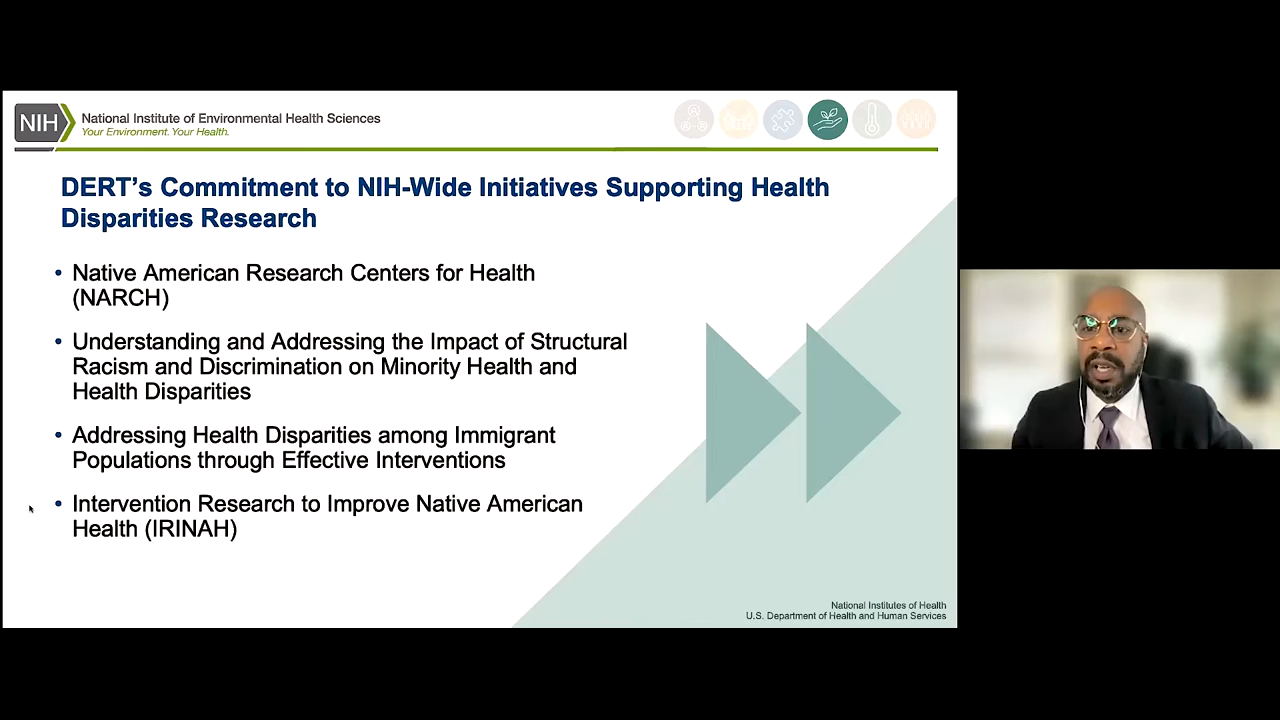 NIH
National Institute of Environmental Health Sciences
Your Environment. Your Health.
DERT’s Commitment to NIH-Wide Initiatives Supporting Health
Disparities Research
• Native American Research Centers for Health
(NARCH)
• Understanding and Addressing the Impact of Structural
Racism and Discrimination on Minority Health and
Health Disparities
• Addressing Health Disparities among Immigrant
Populations through Effective Interventions
• Intervention Research to Improve Native American
Health (IRINAH)
National Institutes of Health
U.S. Department of Health and Human Services